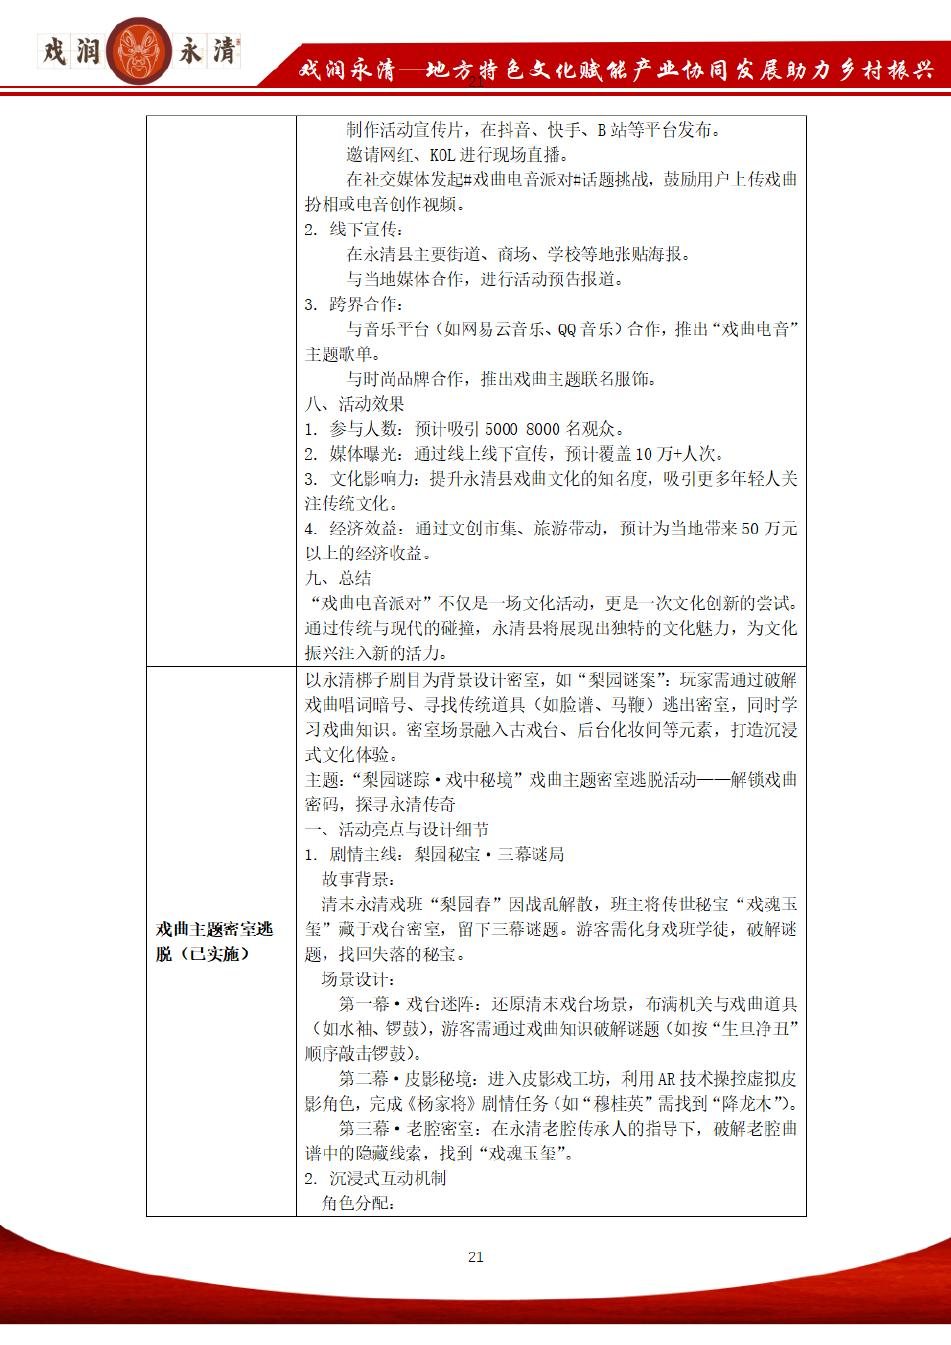 戏润永清
戏润永清—地方特色文化赋能产业协同发展助力乡村振兴
21
制作活动宣传片，在抖音、快手、B站等平台发布。
邀请网红、KOL进行现场直播。
在社交媒体发起#戏曲电音派对#话题挑战，鼓励用户上传戏曲
扮相或电音创作视频。
2. 线下宣传：
在永清县主要街道、商场、学校等地张贴海报。
与当地媒体合作，进行活动预告报道。
3. 跨界合作：
与音乐平台（如网易云音乐、QQ音乐）合作，推出“戏曲电音”
主题歌单。
与时尚品牌合作，推出戏曲主题联名服饰。
八、活动效果
1. 参与人数：预计吸引5000 8000名观众。
2. 媒体曝光：通过线上线下宣传，预计覆盖10万+人次。
3. 文化影响力：提升永清县戏曲文化的知名度，吸引更多年轻人关
注传统文化。
4. 经济效益：通过文创市集、旅游带动，预计为当地带来50万元
以上的经济收益。
九、总结
“戏曲电音派对”不仅是一场文化活动，更是一次文化创新的尝试。
通过传统与现代的碰撞，永清县将展现出独特的文化魅力，为文化
振兴注入新的活力。
戏曲主题密室逃
脱（已实施）
以永清梆子剧目为背景设计密室，如“梨园谜案”：玩家需通过破解
戏曲唱词暗号、寻找传统道具（如脸谱、马鞭）逃出密室，同时学
习戏曲知识。密室场景融入古戏台、后台化妆间等元素，打造沉浸
式文化体验。
主题：“梨园谜踪·戏中秘境”戏曲主题密室逃脱活动——解锁戏曲
密码，探寻永清传奇
一、活动亮点与设计细节
1. 剧情主线：梨园秘宝·三幕谜局
故事背景：
清末永清戏班“梨园春”因战乱解散，班主将传世秘宝“戏魂玉
玺”藏于戏台密室，留下三幕谜题。游客需化身戏班学徒，破解谜
题，找回失落的秘宝。
场景设计：
第一幕·戏台迷阵：还原清末戏台场景，布满机关与戏曲道具
（如水袖、锣鼓），游客需通过戏曲知识破解谜题（如按“生旦净丑”
顺序敲击锣鼓）。
第二幕·皮影秘境：进入皮影戏工坊，利用AR技术操控虚拟皮
影角色，完成《杨家将》剧情任务（如“穆桂英”需找到“降龙木”）。
第三幕·老腔密室：在永清老腔传承人的指导下，破解老腔曲
谱中的隐藏线索，找到“戏魂玉玺”。
2. 沉浸式互动机制
角色分配：
21